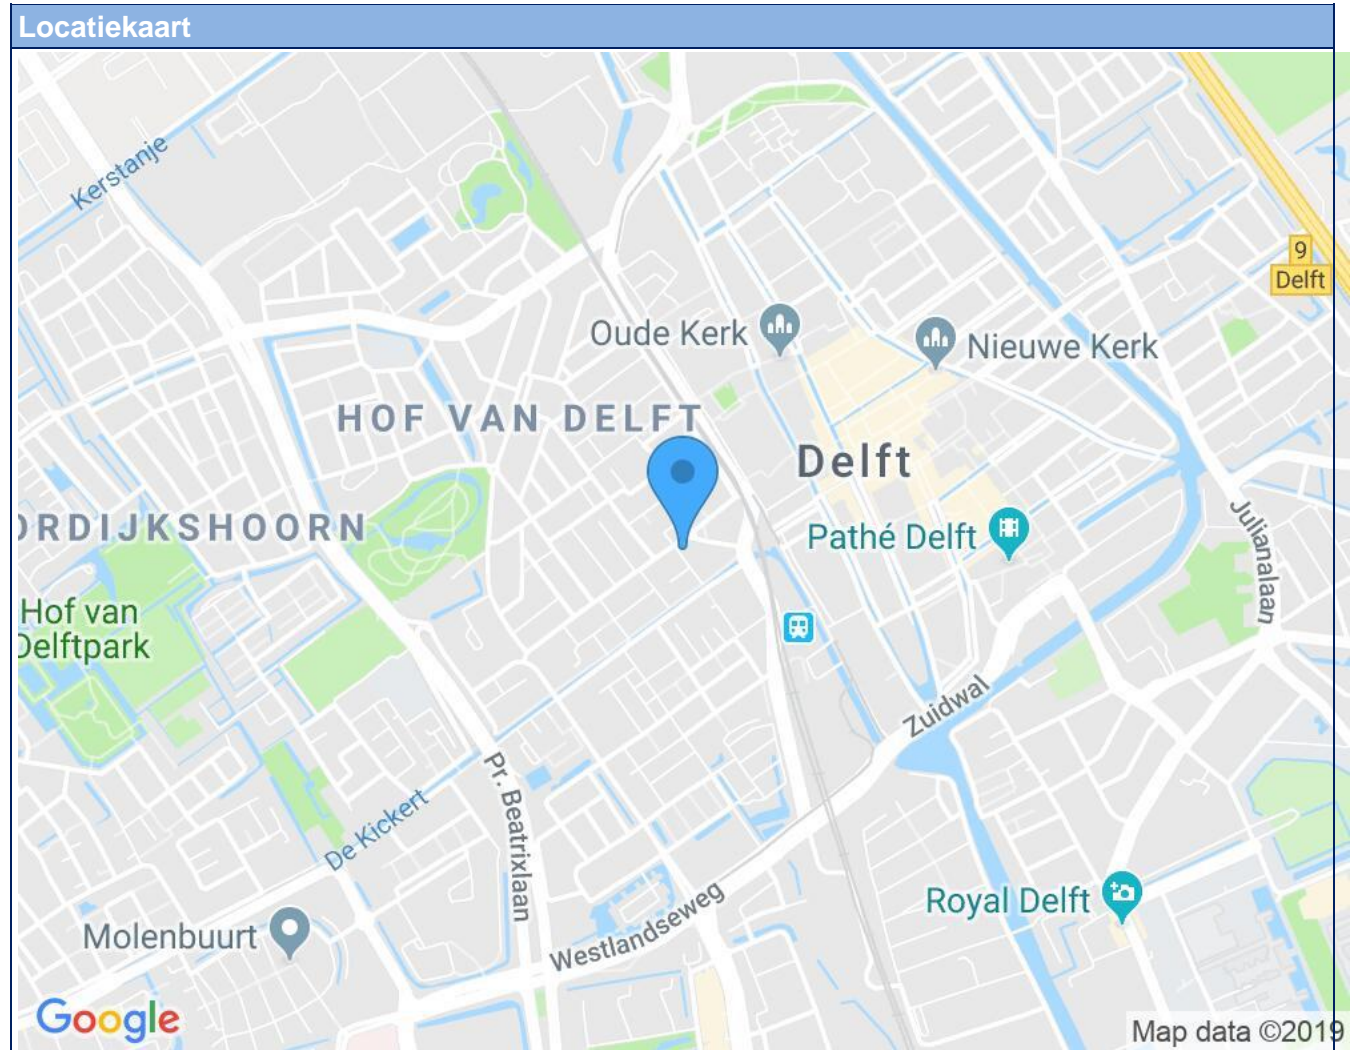 Locatiekaart
Kerstanje
9
Delft
Oude Kerk
Nieuwe Kerk
HOF VAN DELFT
Delft
ORDIJKSHOORN
Pathé Delft
Julianalaan
Hof van
Delftpark
Zuidwal
Pr. Beatrixlaan
De Kickert
Royal Delft
Westlandseweg
Molenbuurt
Google
Map data ©2019